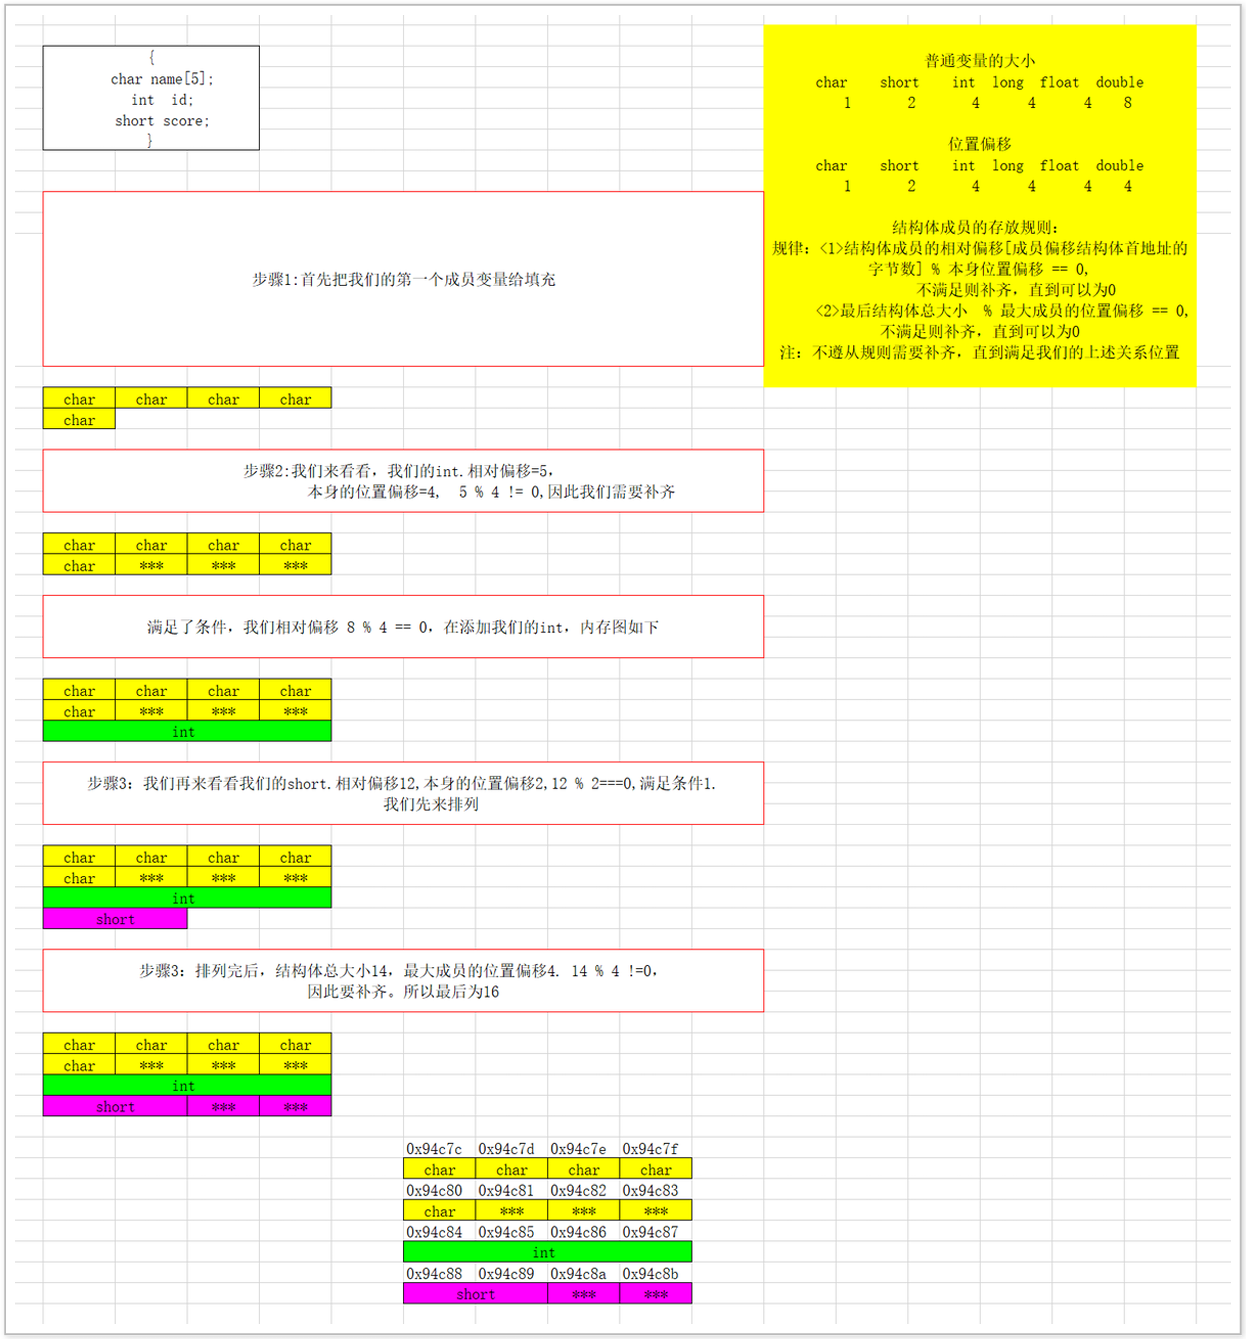 {
char name[5];
int  id;
short score;
}
普通变量的大小
char    short    int  long  float  double
1       2       4      4      4    8
位置偏移
char    short    int  long  float  double
1       2       4      4      4    4
结构体成员的存放规则：
规律：<1>结构体成员的相对偏移[成员偏移结构体首地址的
字节数] % 本身位置偏移 == 0,
不满足则补齐，直到可以为0
<2>最后结构体总大小  % 最大成员的位置偏移 == 0,
不满足则补齐，直到可以为0
注：不遵从规则需要补齐，直到满足我们的上述关系位置
步骤1:首先把我们的第一个成员变量给填充
char char char char
char
步骤2:我们来看看，我们的int.相对偏移=5,
本身的位置偏移=4,  5 % 4 != 0,因此我们需要补齐
char char char char
char *** *** ***
满足了条件，我们相对偏移 8 % 4 == 0，在添加我们的int，内存图如下
char char char char
char *** *** ***
int
步骤3：我们再来看看我们的short.相对偏移12,本身的位置偏移2,12 % 2===0,满足条件1.
我们先来排列
char char char char
char *** *** ***
int
short
步骤3：排列完后，结构体总大小14，最大成员的位置偏移4. 14 % 4 !=0,
因此要补齐。所以最后为16
char char char char
char *** *** ***
int
short *** ***
0x94c7c 0x94c7d 0x94c7e 0x94c7f
char char char char
0x94c80 0x94c81 0x94c82 0x94c83
char *** *** ***
0x94c84 0x94c85 0x94c86 0x94c87
int
0x94c88 0x94c89 0x94c8a 0x94c8b
short *** ***